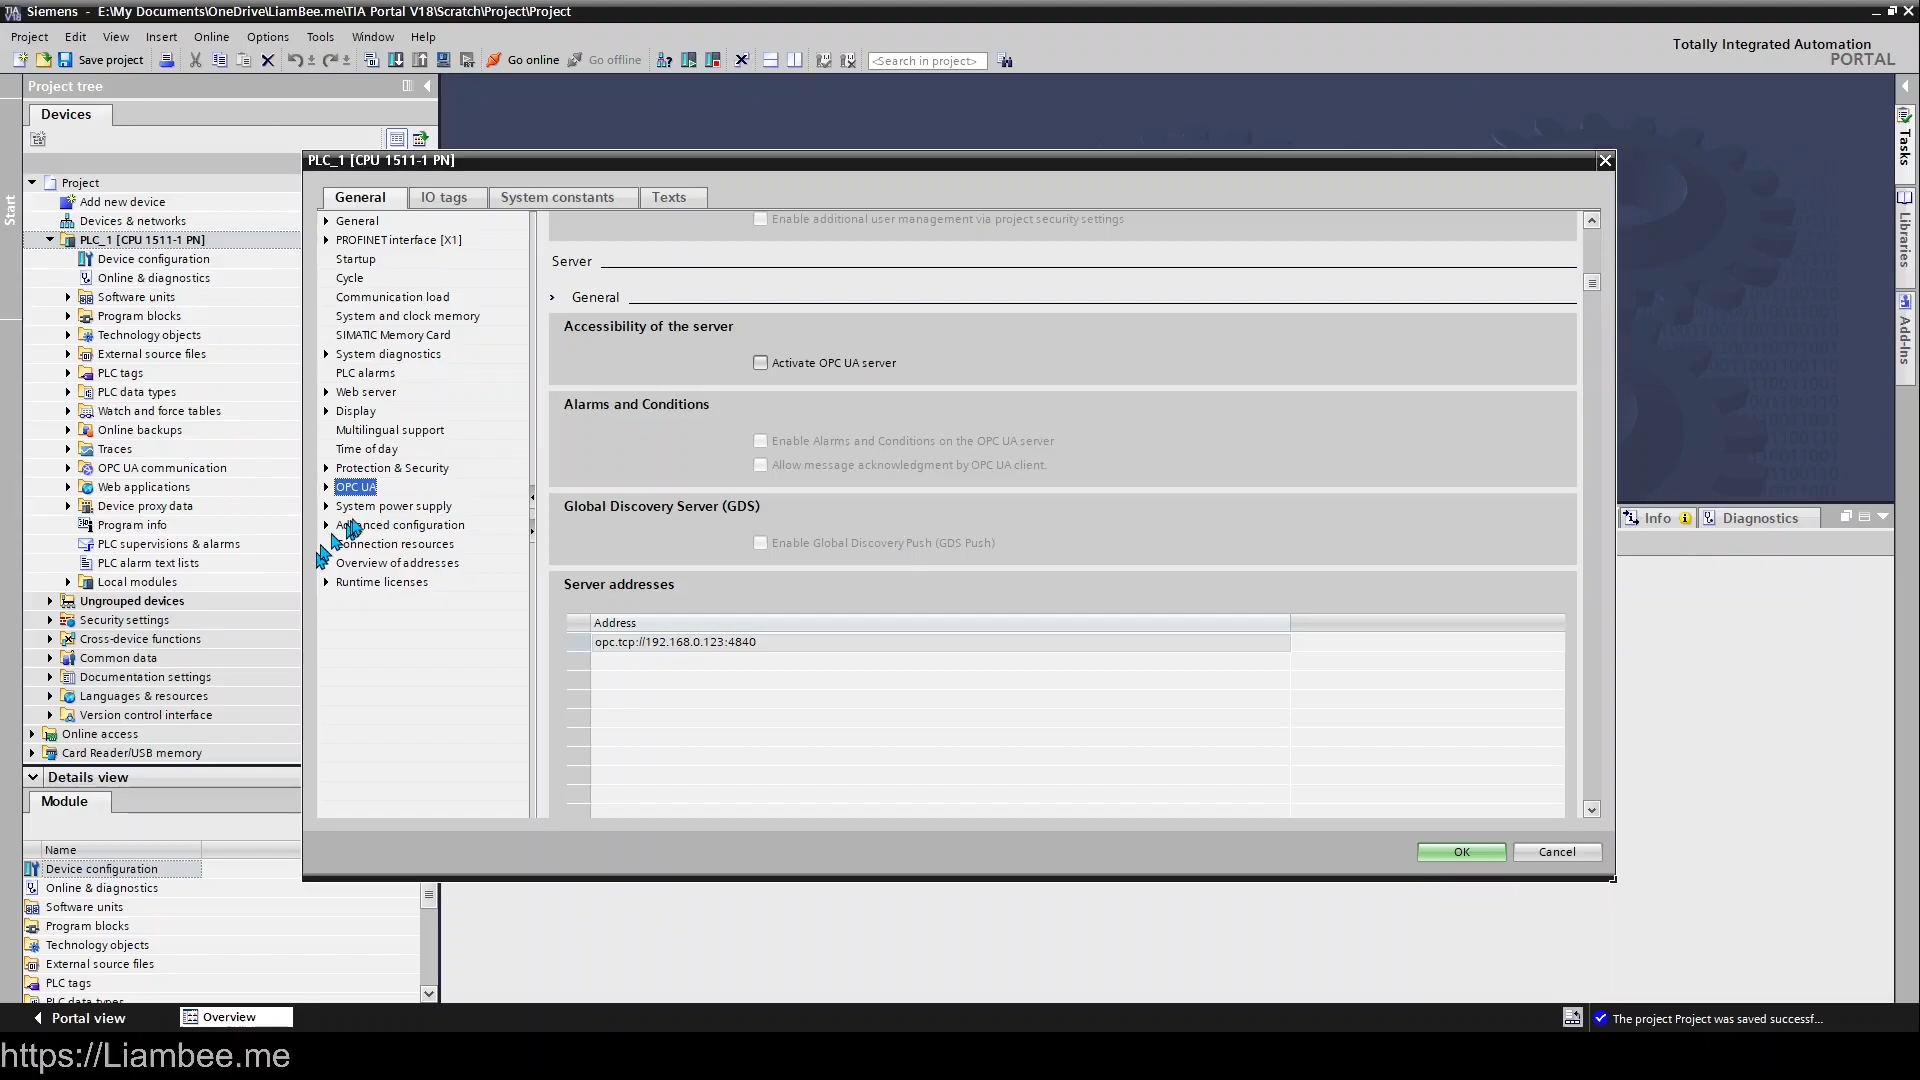 Siemens - E:\My Documents\OneDrive\LiamBee.me\TIA Portal V18\Scratch\Project\Project
Project Edit View Insert Online Options Tools Window Help
Totally Integrated Automation
PORTAL
Save project
Go online
Go offline
<Search in project>
Project tree
Devices
Start
Project
Add new device
Devices & networks
PLC_1 [CPU 1511-1 PN]
Device configuration
Online & diagnostics
Software units
Program blocks
Technology objects
External source files
PLC tags
PLC data types
Watch and force tables
Online backups
Traces
OPC UA communication
Web applications
Device proxy data
Program info
PLC supervisions & alarms
PLC alarm text lists
Local modules
Ungrouped devices
Security settings
Cross-device functions
Common data
Documentation settings
Languages & resources
Version control interface
Online access
Card Reader/USB memory
Details view
Module
Name
Device configuration
Online & diagnostics
Software units
Program blocks
Technology objects
External source files
PLC tags
PLC data types
PLC_1 [CPU 1511-1 PN]
General IO tags System constants Texts
General
PROFINET interface [X1]
Startup
Cycle
Communication load
System and clock memory
SIMATIC Memory Card
System diagnostics
PLC alarms
Web server
Display
Multilingual support
Time of day
Protection & Security
OPC UA
System power supply
Advanced configuration
Connection resources
Overview of addresses
Runtime licenses
Enable additional user management via project security settings
Server
General
Accessibility of the server
Activate OPC UA server
Alarms and Conditions
Enable Alarms and Conditions on the OPC UA server
Allow message acknowledgment by OPC UA client.
Global Discovery Server (GDS)
Enable Global Discovery Push (GDS Push)
Server addresses
Address
opc.tcp://192.168.0.123:4840
OK
Cancel
Info
Diagnostics
Tasks
Libraries
Add-Ins
Portal view
Overview
The project Project was saved successf...
https://Liambee.me